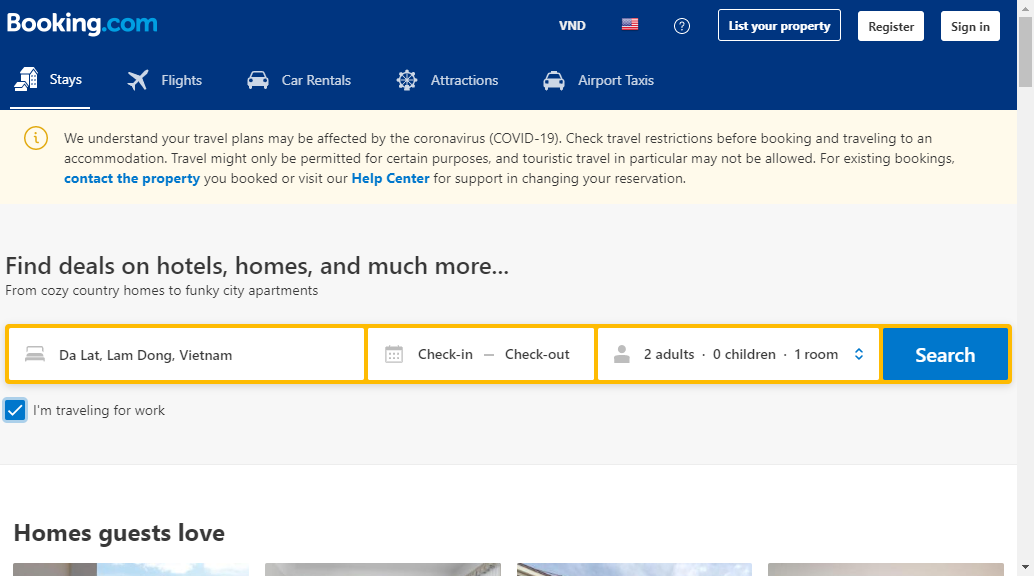 Booking.com
VND
List your property
Register
Sign in
Stays
Flights
Car Rentals
Attractions
Airport Taxis
We understand your travel plans may be affected by the coronavirus (COVID-19). Check travel restrictions before booking and traveling to an
accommodation. Travel might only be permitted for certain purposes, and touristic travel in particular may not be allowed. For existing bookings,
contact the property you booked or visit our Help Center for support in changing your reservation.
Find deals on hotels, homes, and much more...
From cozy country homes to funky city apartments
Da Lat, Lam Dong, Vietnam
Check-in — Check-out
2 adults · 0 children · 1 room
Search
I'm traveling for work
Homes guests love